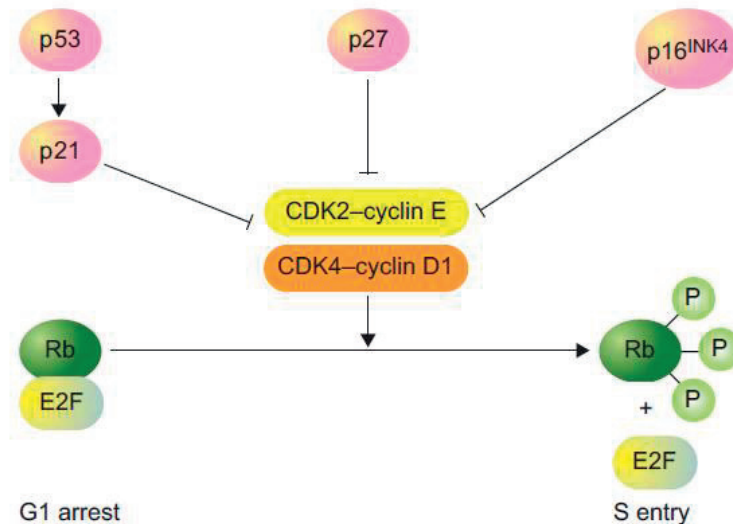 p53
p27
p16INK4
p21
CDK2–cyclin E
CDK4–cyclin D1
P
Rb
Rb
P
E2F
P
+
E2F
G1 arrest
S entry